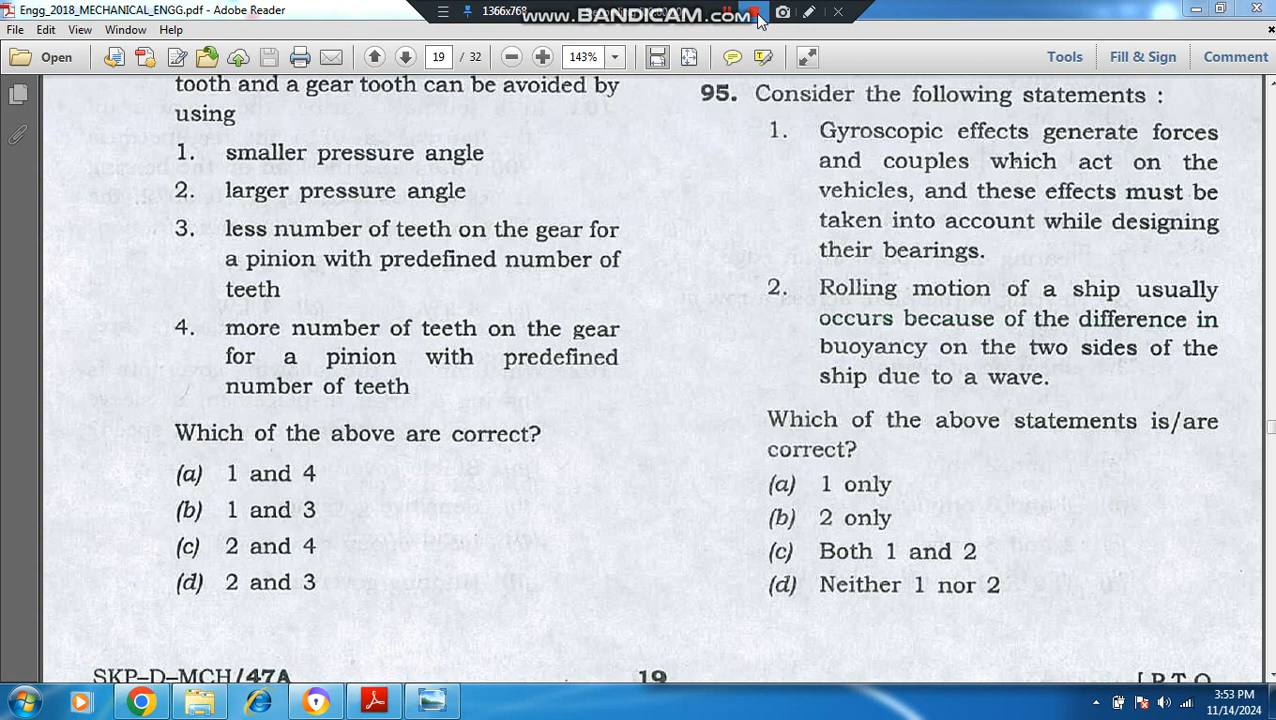 Engg_2018_MECHANICAL_ENGG.pdf - Adobe Reader
1366x768
www.BANDICAM.com
File Edit View Window Help
Open
19 / 32
143%
Tools
Fill & Sign
Comment
tooth and a gear tooth can be avoided by
using
1. smaller pressure angle
2. larger pressure angle
3. less number of teeth on the gear for
a pinion with predefined number of
teeth
4. more number of teeth on the gear
for a pinion with predefined
number of teeth
Which of the above are correct?
(a) 1 and 4
(b) 1 and 3
(c) 2 and 4
(d) 2 and 3
95. Consider the following statements :
1. Gyroscopic effects generate forces
and couples which act on the
vehicles, and these effects must be
taken into account while designing
their bearings.
2. Rolling motion of a ship usually
occurs because of the difference in
buoyancy on the two sides of the
ship due to a wave.
Which of the above statements is/are
correct?
(a) 1 only
(b) 2 only
(c) Both 1 and 2
(d) Neither 1 nor 2
SKP–D–MCH/47A
19
[ P.T.O.
3:53 PM
11/14/2024